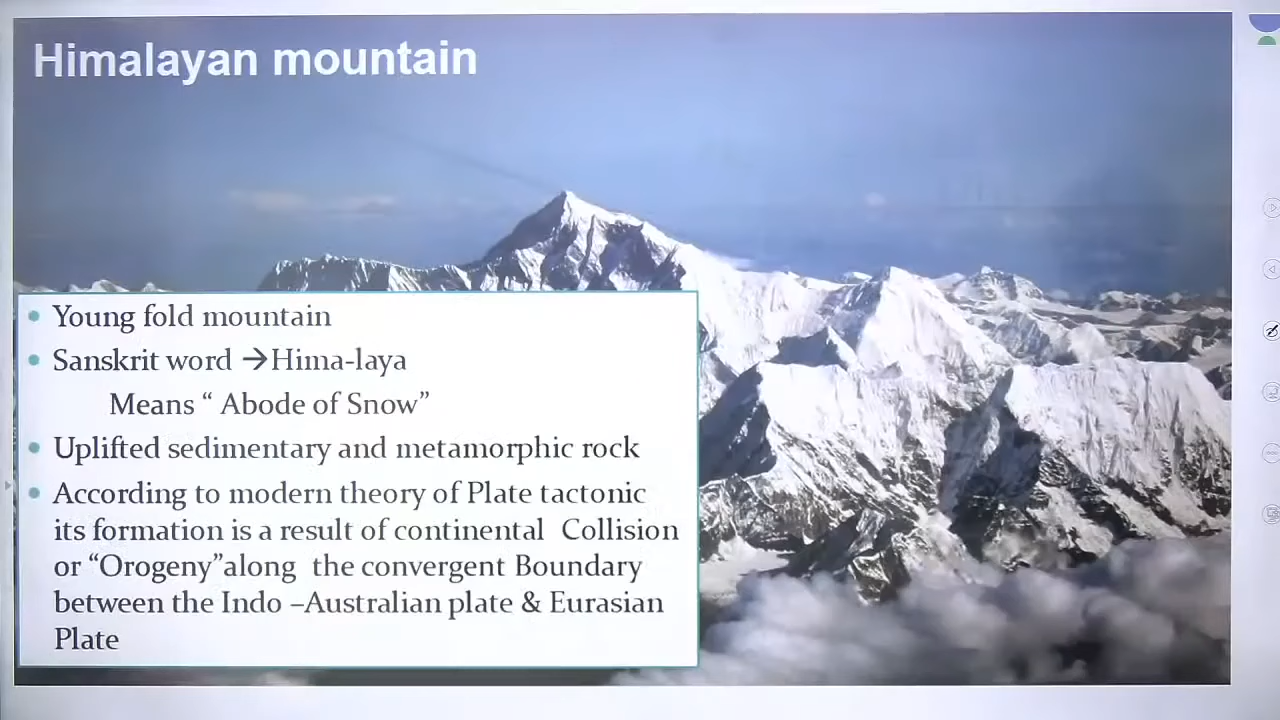 Himalayan mountain
Young fold mountain
Sanskrit word →Hima-laya
Means “ Abode of Snow”
Uplifted sedimentary and metamorphic rock
According to modern theory of Plate tactonic
its formation is a result of continental Collision
or “Orogeny”along the convergent Boundary
between the Indo –Australian plate & Eurasian
Plate